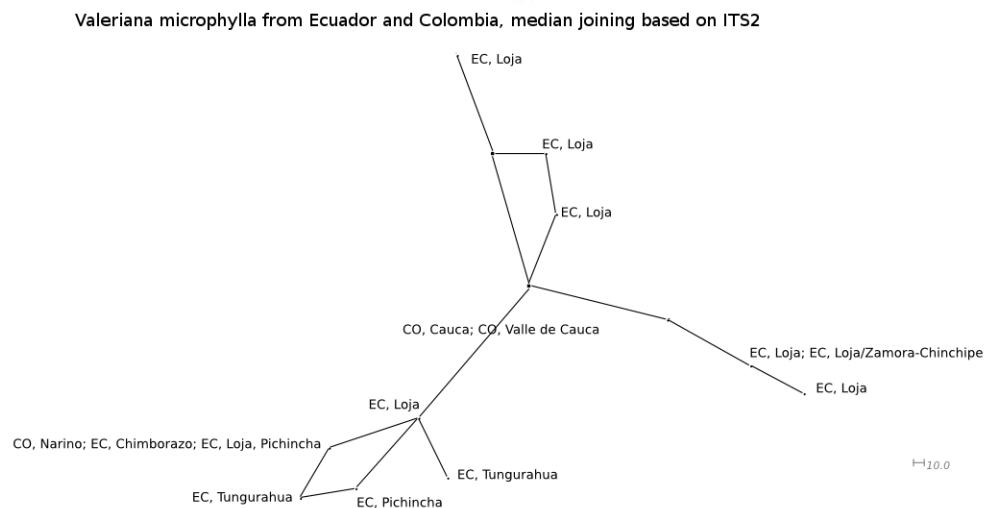 Valeriana microphylla from Ecuador and Colombia, median joining based on ITS2
EC, Loja
EC, Loja
EC, Loja
CO, Cauca; CO, Valle de Cauca
EC, Loja; EC, Loja/Zamora-Chinchipe
EC, Loja
EC, Loja
CO, Narino; EC, Chimborazo; EC, Loja, Pichincha
EC, Tungurahua
10.0
EC, Tungurahua
EC, Pichincha